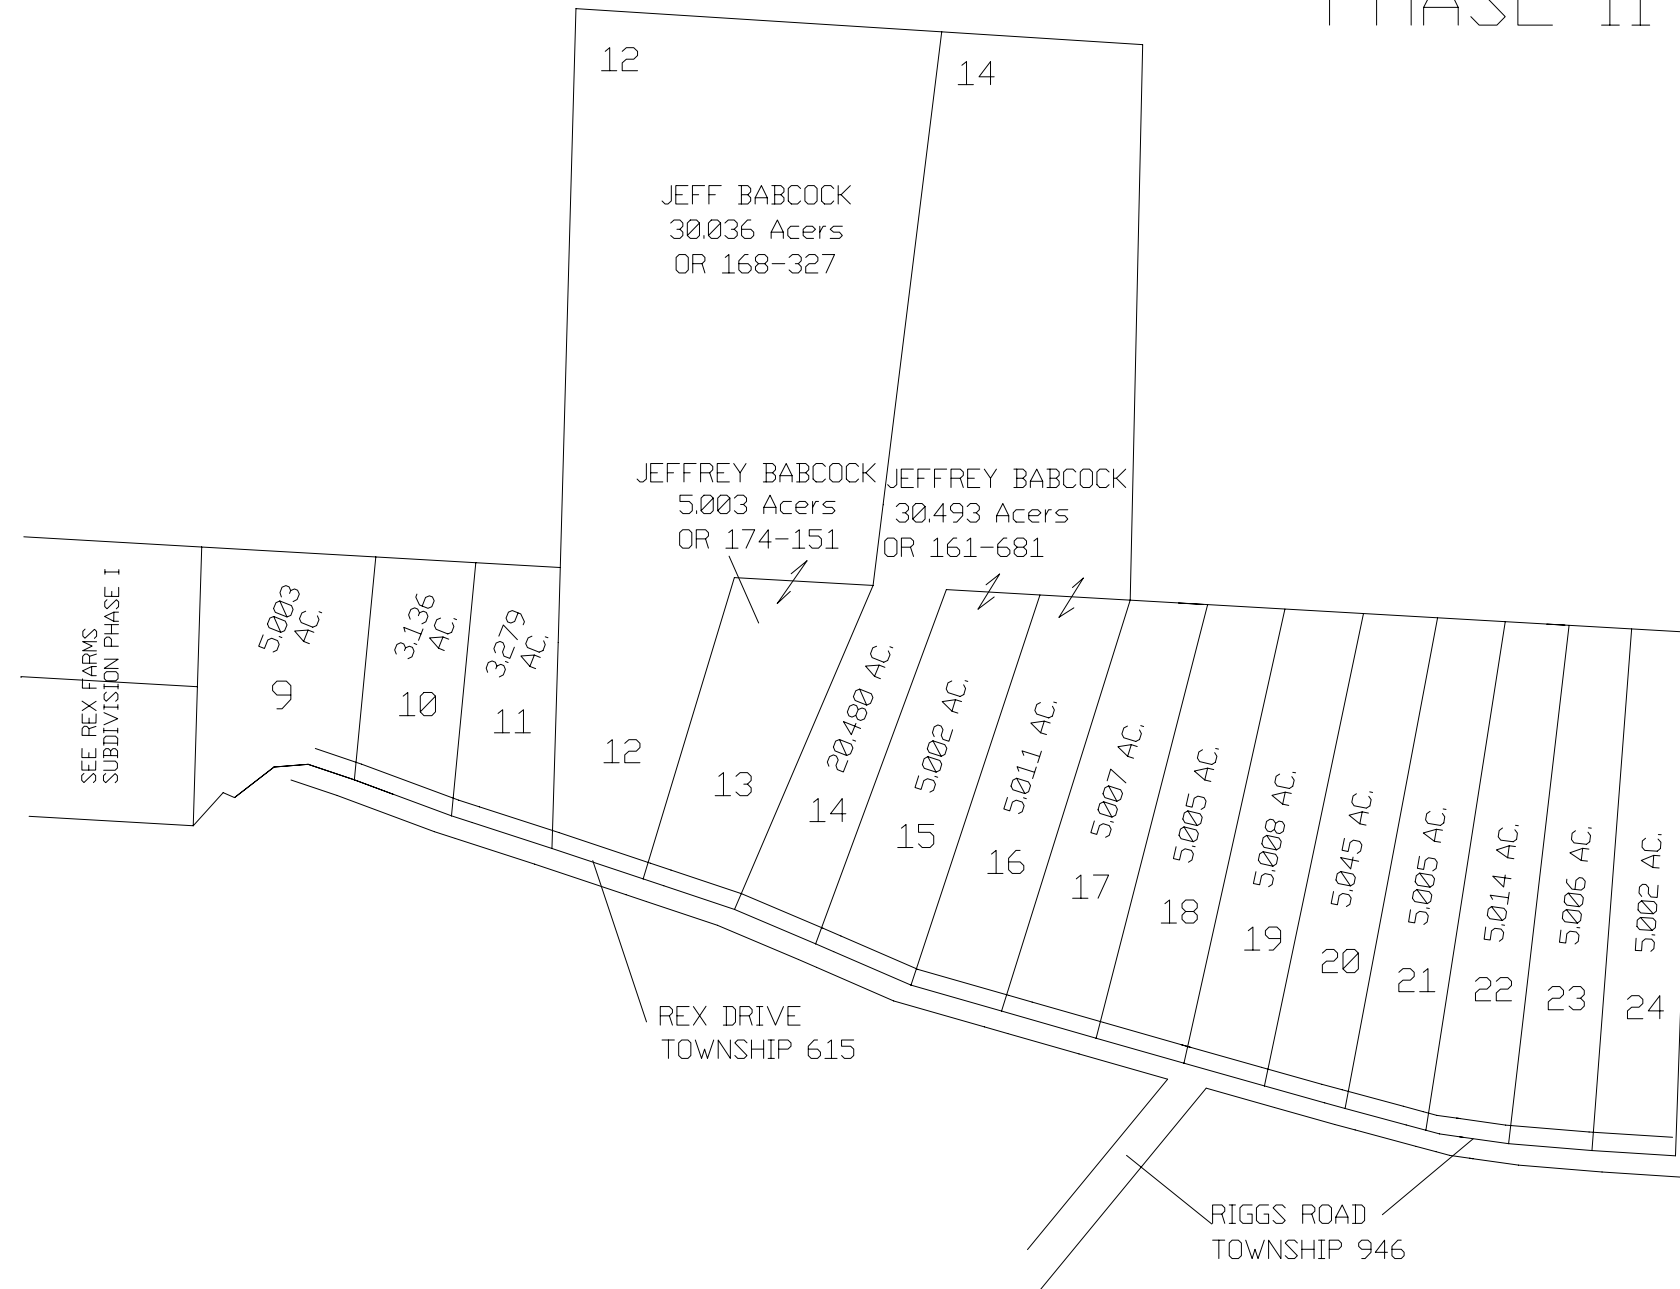 PHASE II
12
14
JEFF BABCOCK
30.036 Acers
OR 168-327
JEFFREY BABCOCK
5.003 Acers
OR 174-151
JEFFREY BABCOCK
30.493 Acers
OR 161-681
SEE REX FARMS
SUBDIVISION PHASE I
5.003
AC.
9
3.136
AC.
10
3.279
AC.
11
12
13
20.480 AC.
14
5.002 AC.
15
5.011 AC.
16
5.007 AC.
17
5.005 AC.
18
5.008 AC.
19
5.045 AC.
20
5.005 AC.
21
5.014 AC.
22
5.006 AC.
23
5.002 AC.
24
REX DRIVE
TOWNSHIP 615
RIGGS ROAD
TOWNSHIP 946